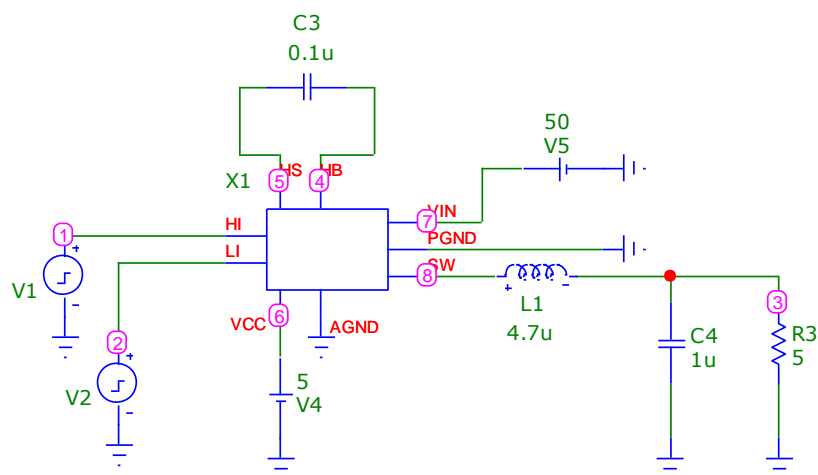 C3
0.1u
50
V5
HS
HB
X1
5
4
VIN
7
HI
1
PGND
LI
SW
8
V1
L1
4.7u
VCC
6
AGND
3
R3
5
C4
1u
2
V2
5
V4